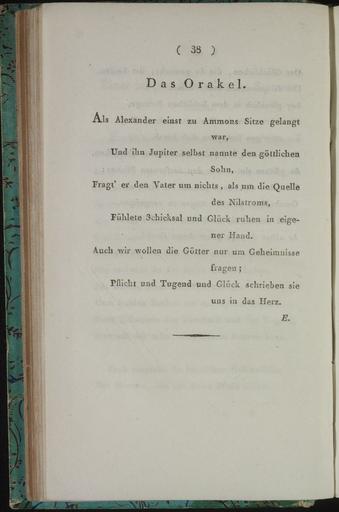 ( 38 )
Das Orakel.
Als Alexander einst zu Ammons Sitze gelangt
war,
Und ihn Jupiter selbst nannte den göttlichen
Sohn,
Fragt' er den Vater um nichts, als um die Quelle
des Nilstroms,
Fühlete Schicksal und Glück ruhen in eige-
ner Hand.
Auch wir wollen die Götter nur um Geheimnisse
fragen;
Pflicht und Tugend und Glück schrieben sie
uns in das Herz.
E.